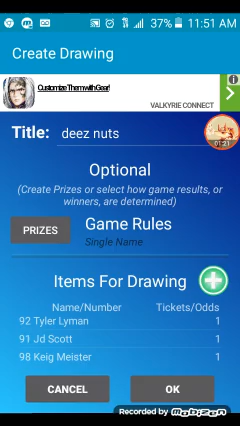 37% 11:51 AM
Create Drawing
Customize Them with Gear!
VALKYRIE CONNECT
Title: deez nuts
01:21
Optional
(Create Prizes or select how game results, or
winners, are determined)
PRIZES
Game Rules
Single Name
Items For Drawing
Name/Number Tickets/Odds
92 Tyler Lyman 1
91 Jd Scott 1
98 Keig Meister 1
CANCEL OK
Recorded by Mobizen